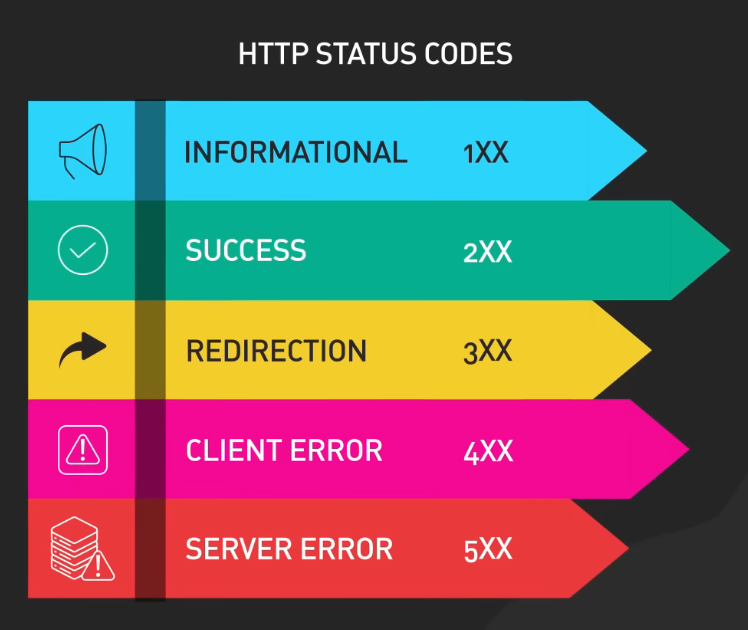 HTTP STATUS CODES
INFORMATIONAL 1XX
SUCCESS 2XX
REDIRECTION 3XX
CLIENT ERROR 4XX
SERVER ERROR 5XX